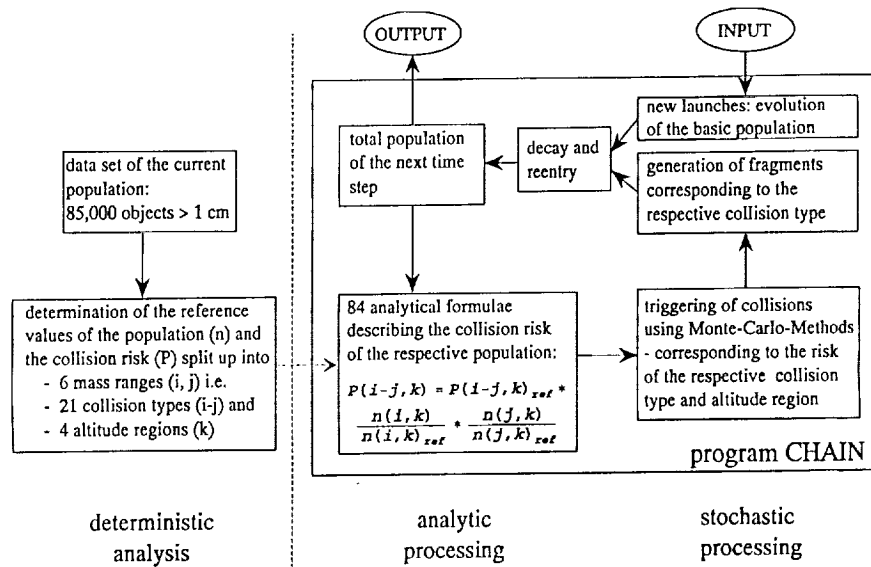 OUTPUT
INPUT
data set of the current
population:
85,000 objects > 1 cm
determination of the reference
values of the population (n) and
the collision risk (P) split up into
- 6 mass ranges (i, j) i.e.
- 21 collision types (i-j) and
- 4 altitude regions (k)
total population
of the next time
step
decay and
reentry
new launches: evolution
of the basic population
generation of fragments
corresponding to the
respective collision type
84 analytical formulae
describing the collision risk
of the respective population:
P(i-j,k) = P(i-j,k)ref *
n(i,k) / n(i,k)ref * n(j,k) / n(j,k)ref
triggering of collisions
using Monte-Carlo-Methods
- corresponding to the risk
of the respective collision
type and altitude region
program CHAIN
deterministic
analysis
analytic
processing
stochastic
processing